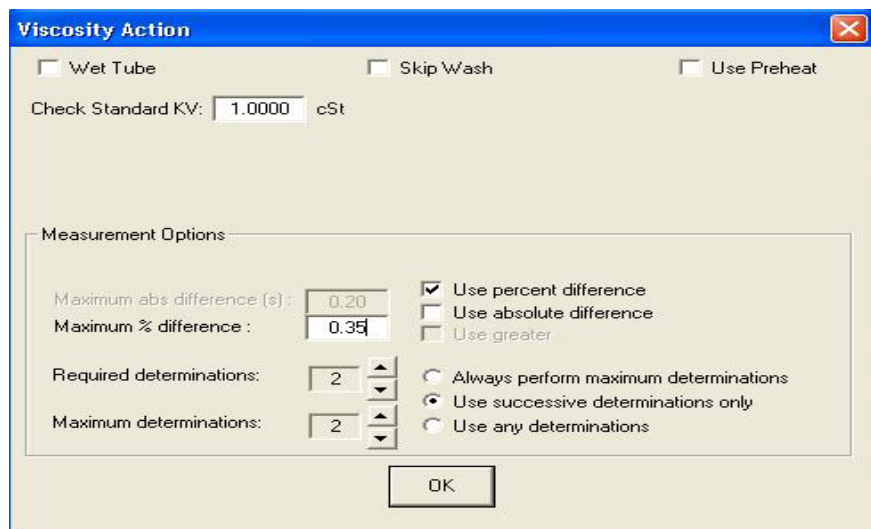 Viscosity Action
Wet Tube Skip Wash Use Preheat
Check Standard KV: 1.0000 cSt
Measurement Options
Maximum abs difference (s) : 0.20
Maximum % difference : 0.35
Use percent difference
Use absolute difference
Use greater
Required determinations: 2
Maximum determinations: 2
Always perform maximum determinations
Use successive determinations only
Use any determinations
OK